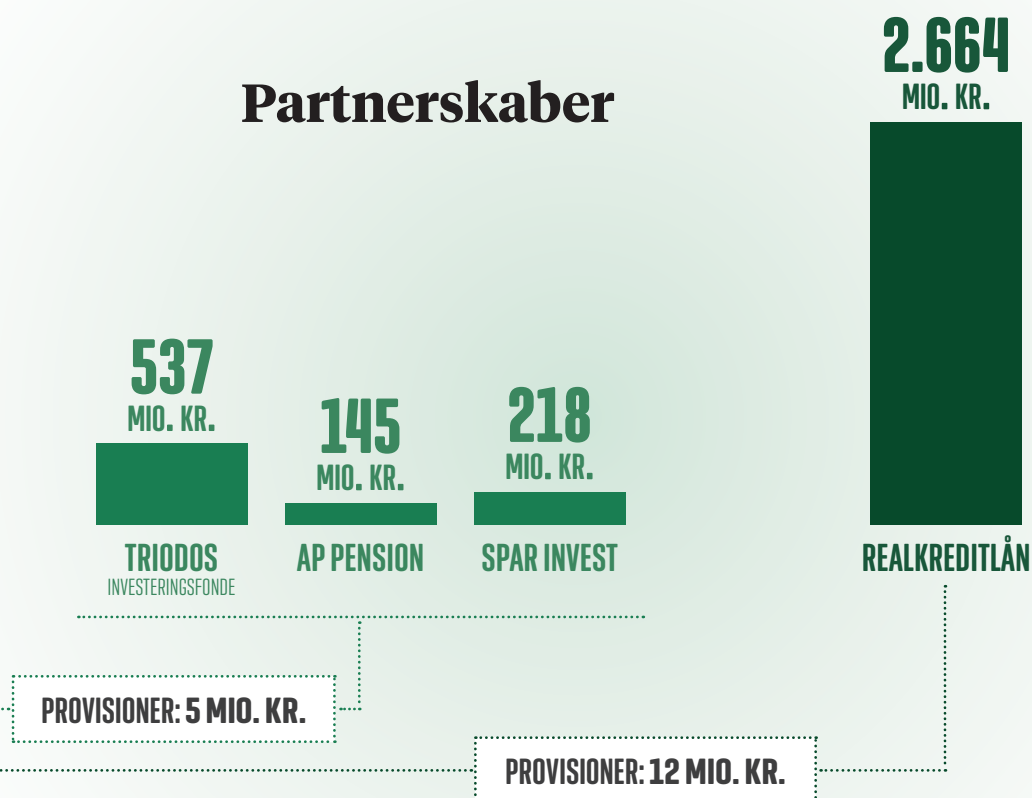 Partnerskaber
2.664
MIO. KR.
537
MIO. KR.
145
MIO. KR.
218
MIO. KR.
TRIODOS
INVESTERINGSFONDE
AP PENSION
SPAR INVEST
REALKREDITLÅN
PROVISIONER: 5 MIO. KR.
PROVISIONER: 12 MIO. KR.